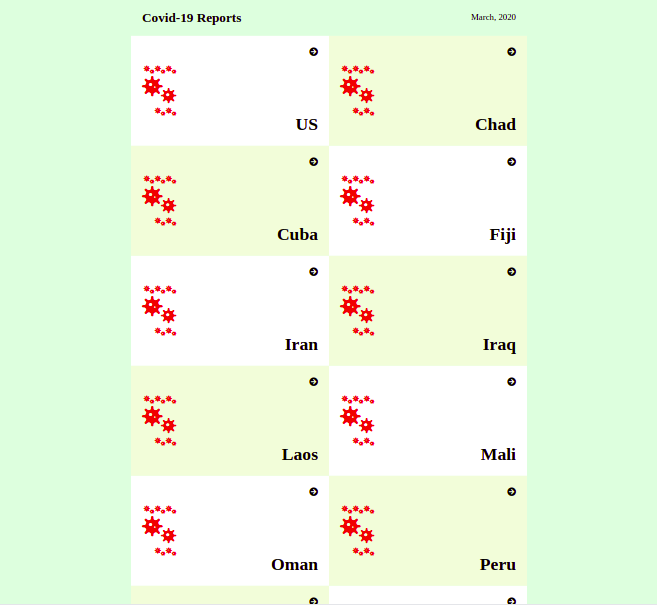 Covid-19 Reports
March, 2020
US
Chad
Cuba
Fiji
Iran
Iraq
Laos
Mali
Oman
Peru